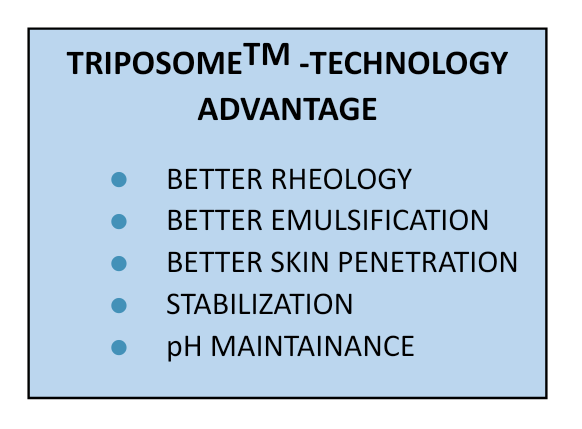 TRIPOSOME™ -TECHNOLOGY
ADVANTAGE
● BETTER RHEOLOGY
● BETTER EMULSIFICATION
● BETTER SKIN PENETRATION
● STABILIZATION
● pH MAINTAINANCE